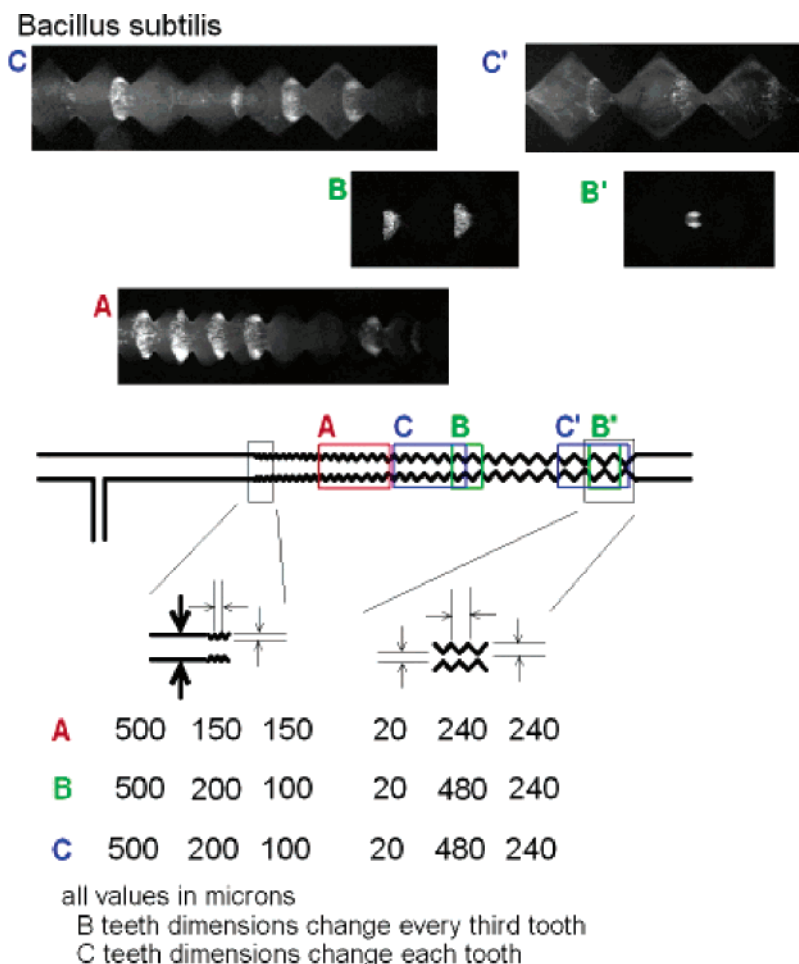 Bacillus subtilis
C C'
B B'
A
A C B C' B'
A 500 150 150 20 240 240
B 500 200 100 20 480 240
C 500 200 100 20 480 240
all values in microns
B teeth dimensions change every third tooth
C teeth dimensions change each tooth